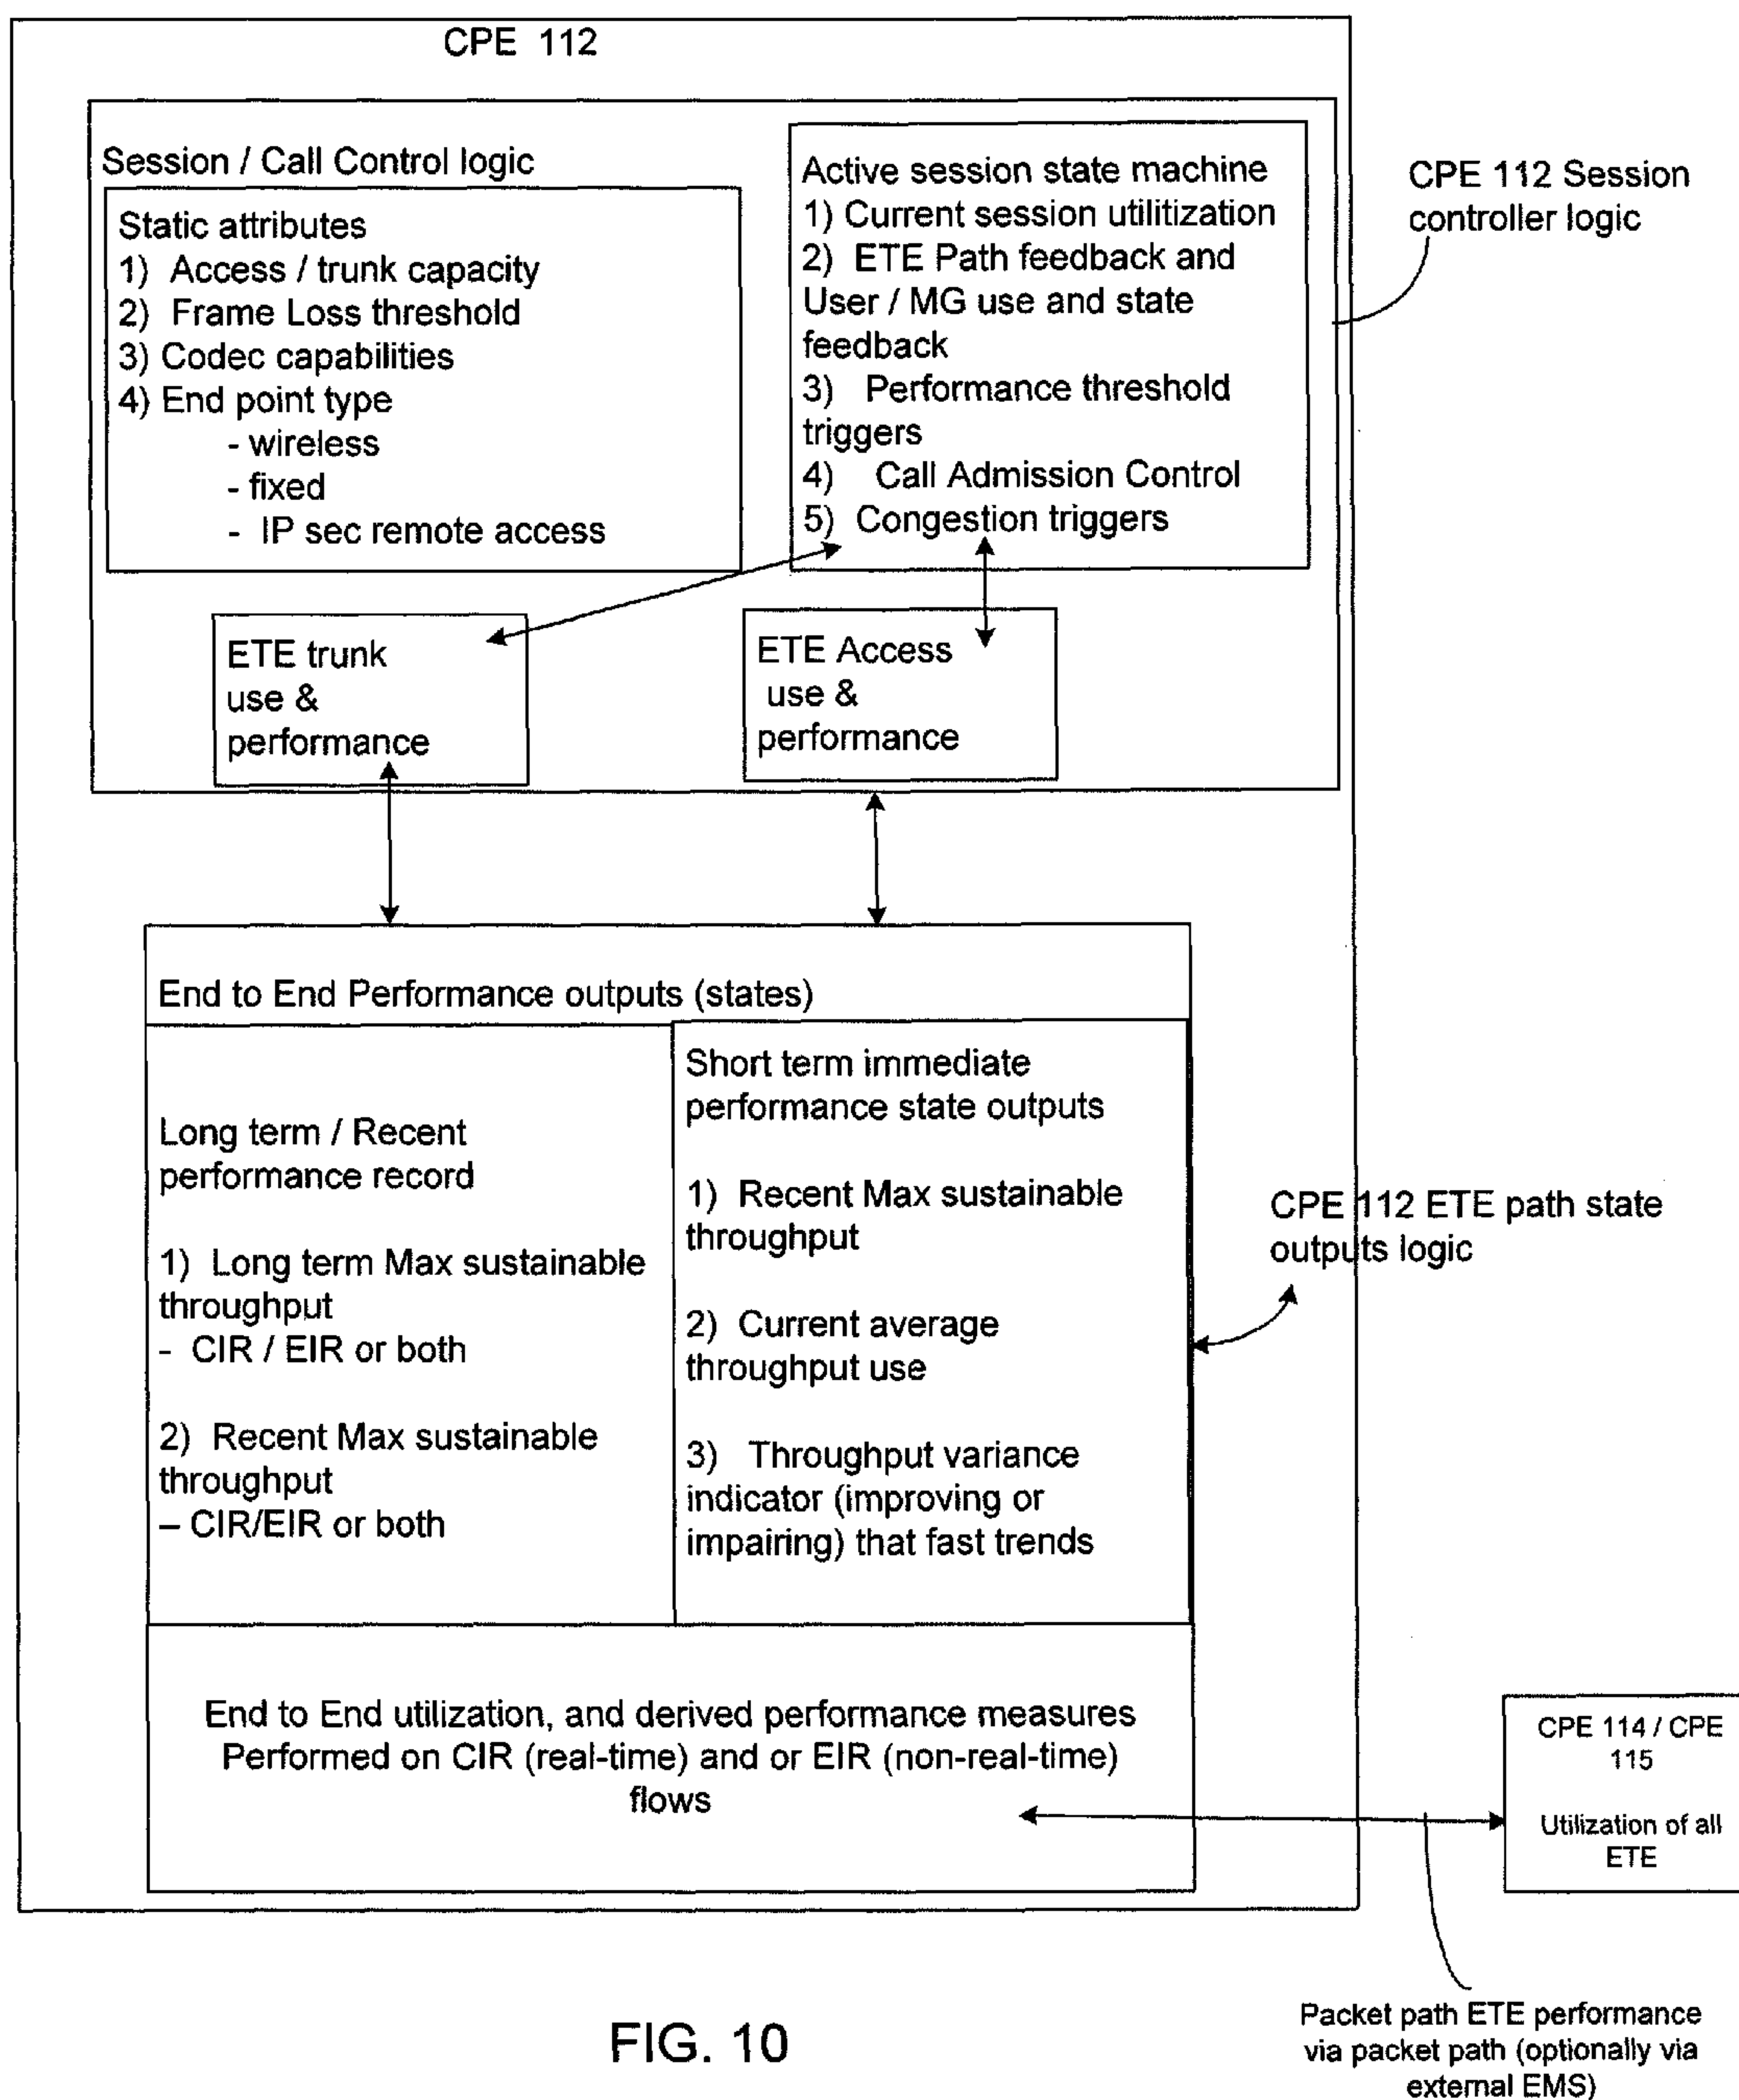 CPE 112
Session / Call Control logic
Static attributes
1) Access / trunk capacity
2) Frame Loss threshold
3) Codec capabilities
4) End point type
- wireless
- fixed
- IP sec remote access
Active session state machine
1) Current session utilitization
2) ETE Path feedback and
User / MG use and state
feedback
3) Performance threshold
triggers
4) Call Admission Control
5) Congestion triggers
CPE 112 Session
controller logic
ETE trunk
use &
performance
ETE Access
use &
performance
End to End Performance outputs (states)
Long term / Recent
performance record
1) Long term Max sustainable
throughput
- CIR / EIR or both
2) Recent Max sustainable
throughput
– CIR/EIR or both
Short term immediate
performance state outputs
1) Recent Max sustainable
throughput
2) Current average
throughput use
3) Throughput variance
indicator (improving or
impairing) that fast trends
CPE 112 ETE path state
outputs logic
End to End utilization, and derived performance measures
Performed on CIR (real-time) and or EIR (non-real-time)
flows
CPE 114 / CPE
115
Utilization of all
ETE
Packet path ETE performance
via packet path (optionally via
external EMS)
FIG. 10